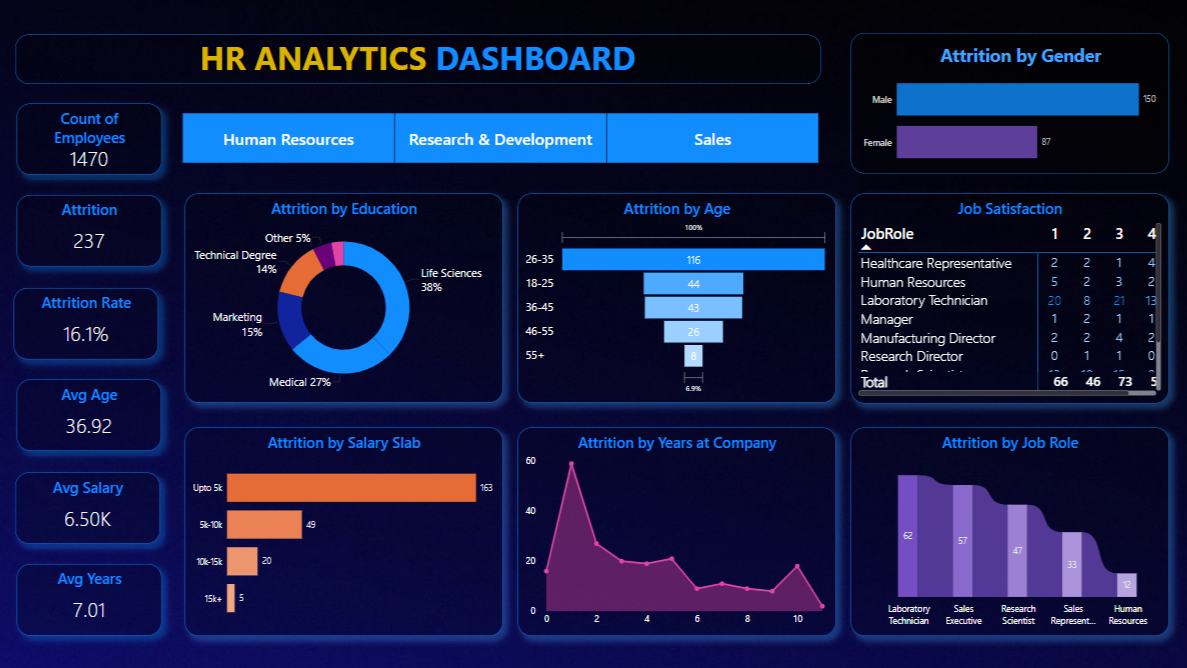 HR ANALYTICS DASHBOARD
Count of
Employees
1470
Attrition
237
Attrition Rate
16.1%
Avg Age
36.92
Avg Salary
6.50K
Avg Years
7.01
Human Resources
Research & Development
Sales
Attrition by Gender
Male 150
Female 87
Attrition by Education
Other 5%
Technical Degree
14%
Life Sciences
38%
Marketing
15%
Medical 27%
Attrition by Age
100%
26-35 116
18-25 44
36-45 43
46-55 26
55+ 8
6.9%
Job Satisfaction
JobRole 1 2 3 4
Healthcare Representative 2 2 1 4
Human Resources 5 2 3 2
Laboratory Technician 20 8 21 13
Manager 1 2 1 1
Manufacturing Director 2 2 4 2
Research Director 0 1 1 0
Total 66 46 73 5
Attrition by Salary Slab
Upto 5k 163
5k-10k 49
10k-15k 20
15k+ 5
Attrition by Years at Company
60
40
20
0
0 2 4 6 8 10
Attrition by Job Role
62 57 47 33 12
Laboratory
Technician
Sales
Executive
Research
Scientist
Sales
Represent...
Human
Resources